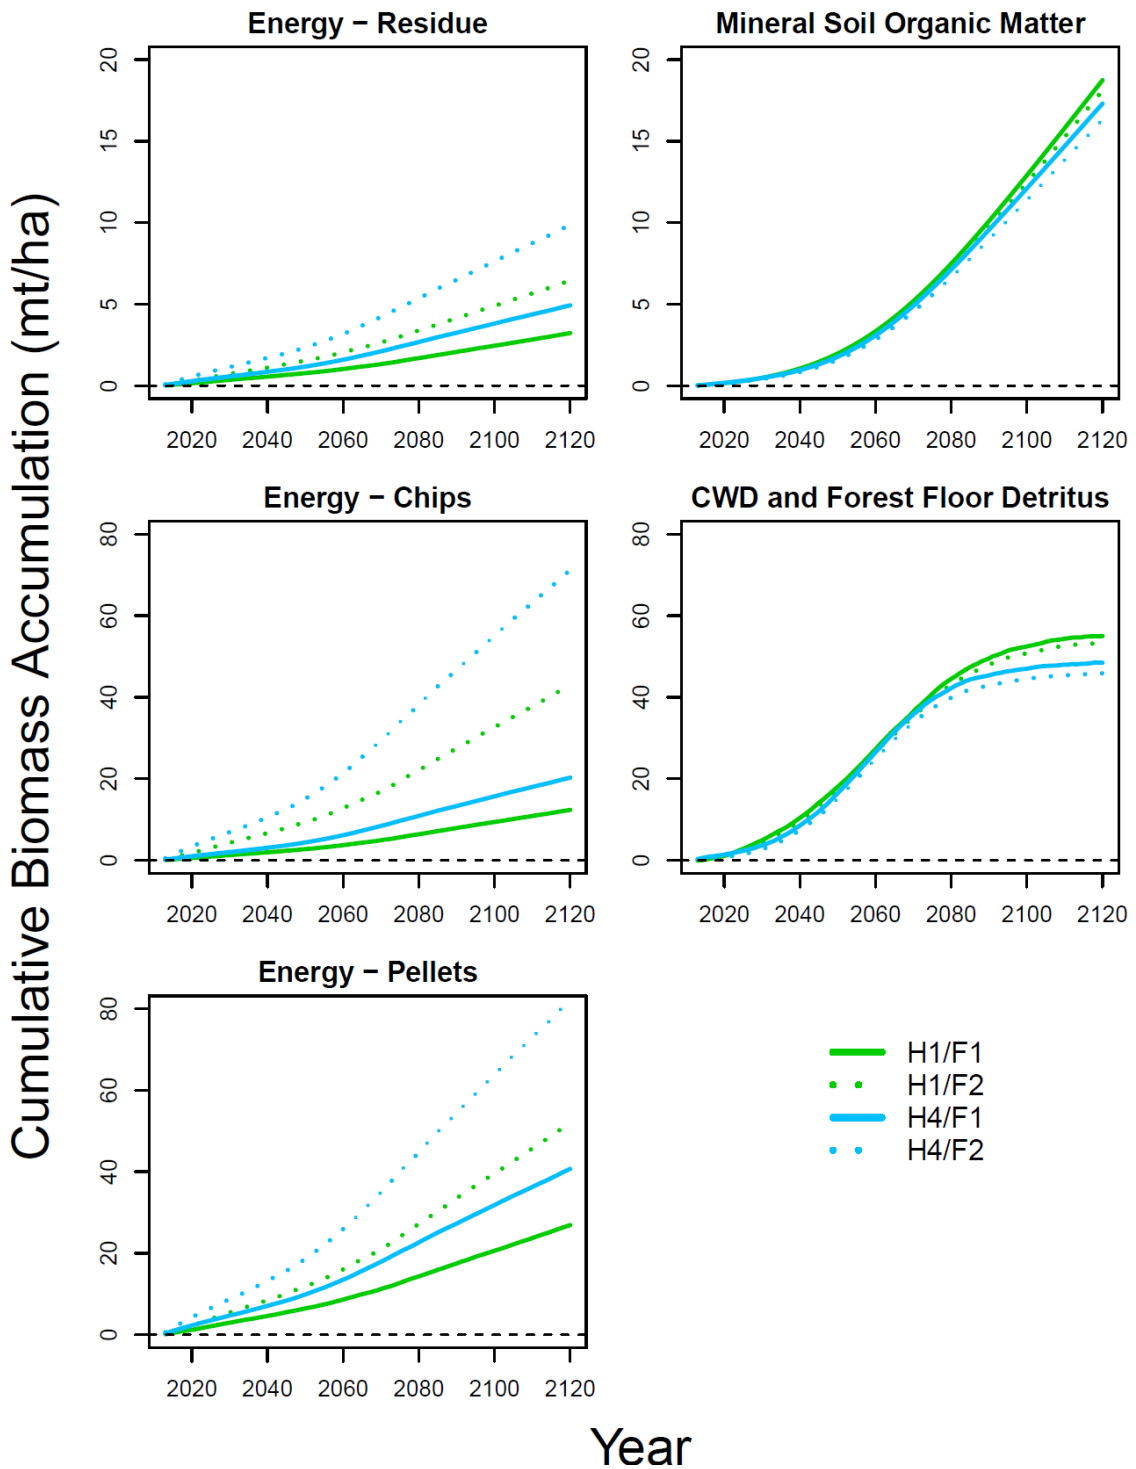 Cumulative Biomass Accumulation (mt/ha)
Energy − Residue
20
15
10
5
0
2020 2040 2060 2080 2100 2120
Mineral Soil Organic Matter
20
15
10
5
0
2020 2040 2060 2080 2100 2120
Energy − Chips
80
60
40
20
0
2020 2040 2060 2080 2100 2120
CWD and Forest Floor Detritus
80
60
40
20
0
2020 2040 2060 2080 2100 2120
Energy − Pellets
80
60
40
20
0
2020 2040 2060 2080 2100 2120
H1/F1
H1/F2
H4/F1
H4/F2
Year